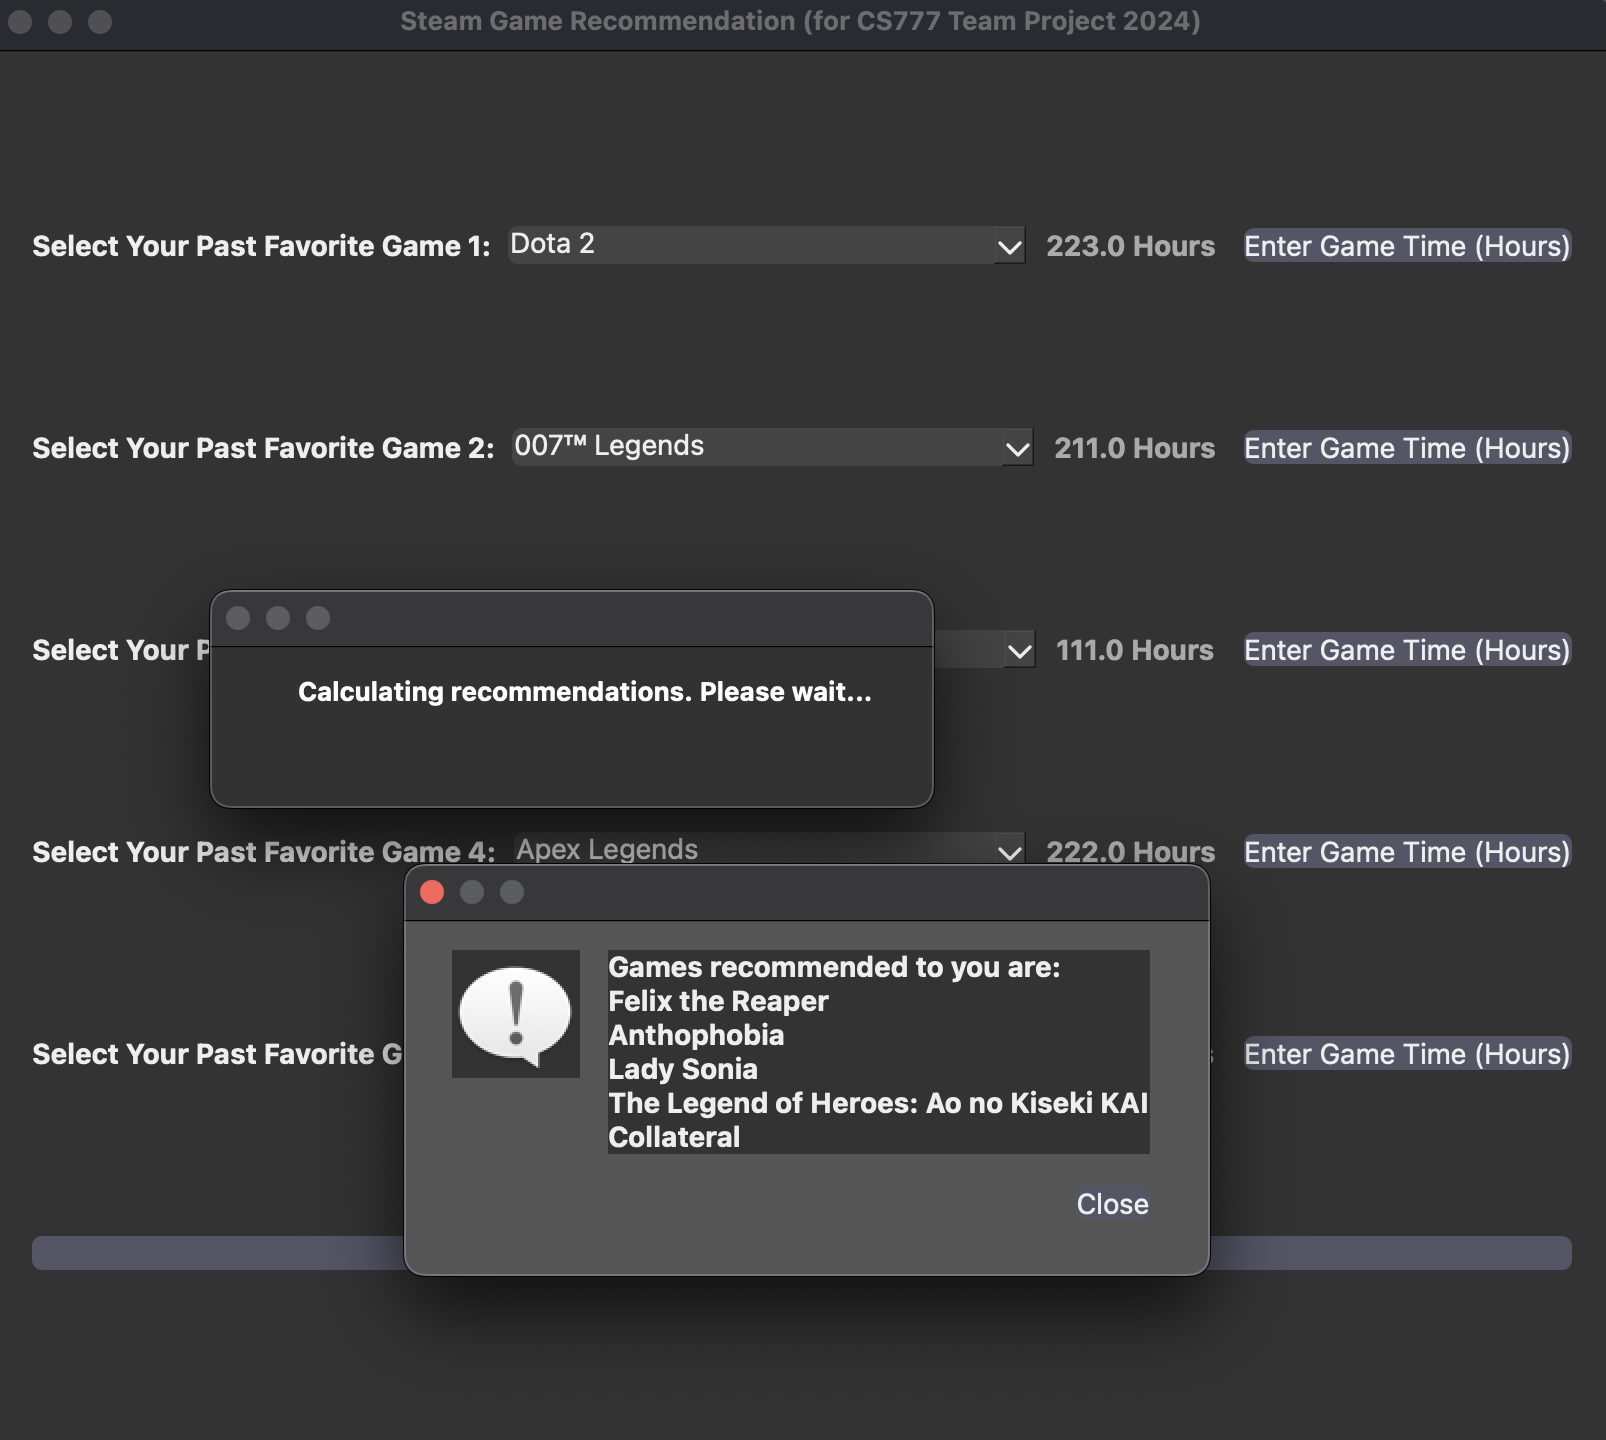 Steam Game Recommendation (for CS777 Team Project 2024)
Select Your Past Favorite Game 1: Dota 2 223.0 Hours Enter Game Time (Hours)
Select Your Past Favorite Game 2: 007™ Legends 211.0 Hours Enter Game Time (Hours)
Select Your 111.0 Hours Enter Game Time (Hours)
Calculating recommendations. Please wait...
Select Your Past Favorite Game 4: Apex Legends 222.0 Hours Enter Game Time (Hours)
Select Your Past Favorite Enter Game Time (Hours)
Games recommended to you are:
Felix the Reaper
Anthophobia
Lady Sonia
The Legend of Heroes: Ao no Kiseki KAI
Collateral
Close